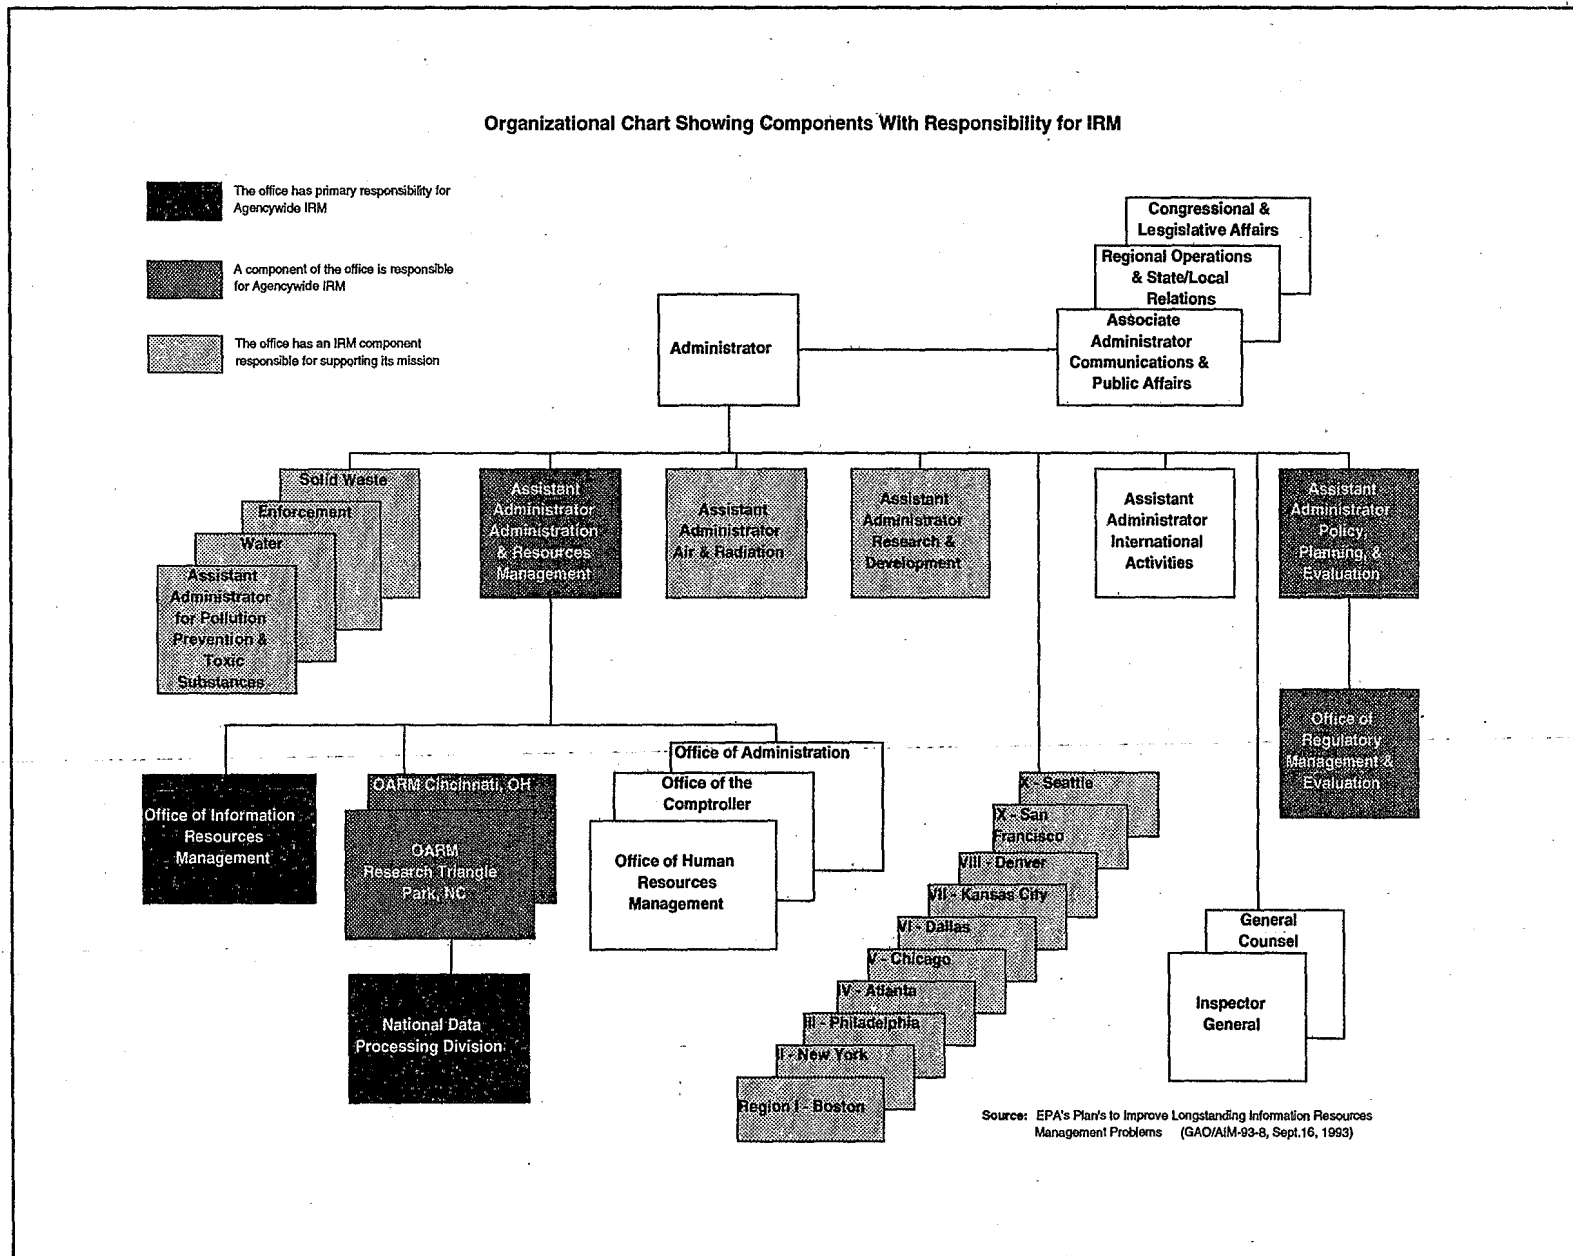 Organizational Chart Showing Components With Responsibility for IRM
The office has primary responsibility for
Agencywide IRM
A component of the office is responsible
for Agencywide IRM
The office has an IRM component
responsible for supporting its mission
Congressional &
Lesgislative Affairs
Regional Operations
& State/Local
Relations
Associate
Administrator
Communications &
Public Affairs
Administrator
Solid Waste
Enforcement
Water
Assistant
Administrator
for Pollution
Prevention &
Toxic
Substances
Assistant
Administrator
Administration
& Resources
Management
Assistant
Administrator
Air & Radiation
Assistant
Administrator
Research &
Development
Assistant
Administrator
International
Activities
Assistant
Administrator
Policy,
Planning, &
Evaluation
Office of
Regulatory
Management &
Evaluation
Office of Information
Resources
Management
OARM Cincinnati, OH
OARM
Research Triangle
Park, NC
National Data
Processing Division
Office of Administration
Office of the
Comptroller
Office of Human
Resources
Management
X - Seattle
IX - San
Francisco
VIII - Denver
VII - Kansas City
VI - Dallas
V - Chicago
IV - Atlanta
III - Philadelphia
II - New York
Region I - Boston
General
Counsel
Inspector
General
Source: EPA's Plan's to Improve Longstanding Information Resources
Management Problems (GAO/AIM-93-8, Sept.16, 1993)